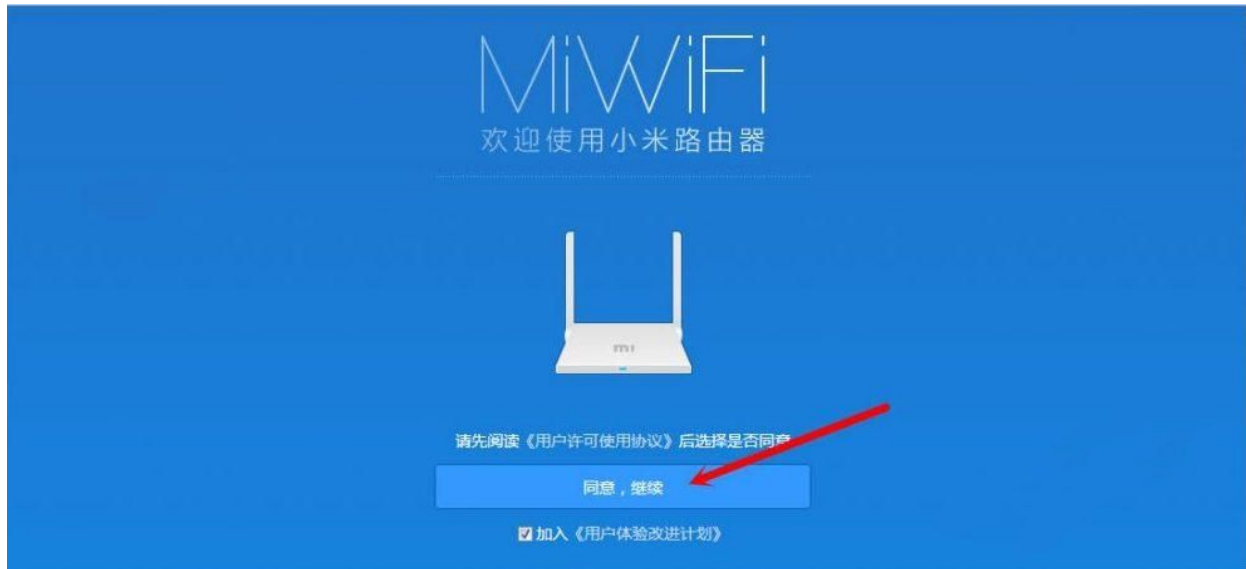 MiWiFi
欢迎使用小米路由器
mi
请先阅读《用户许可使用协议》后选择是否同意
同意，继续
加入《用户体验改进计划》